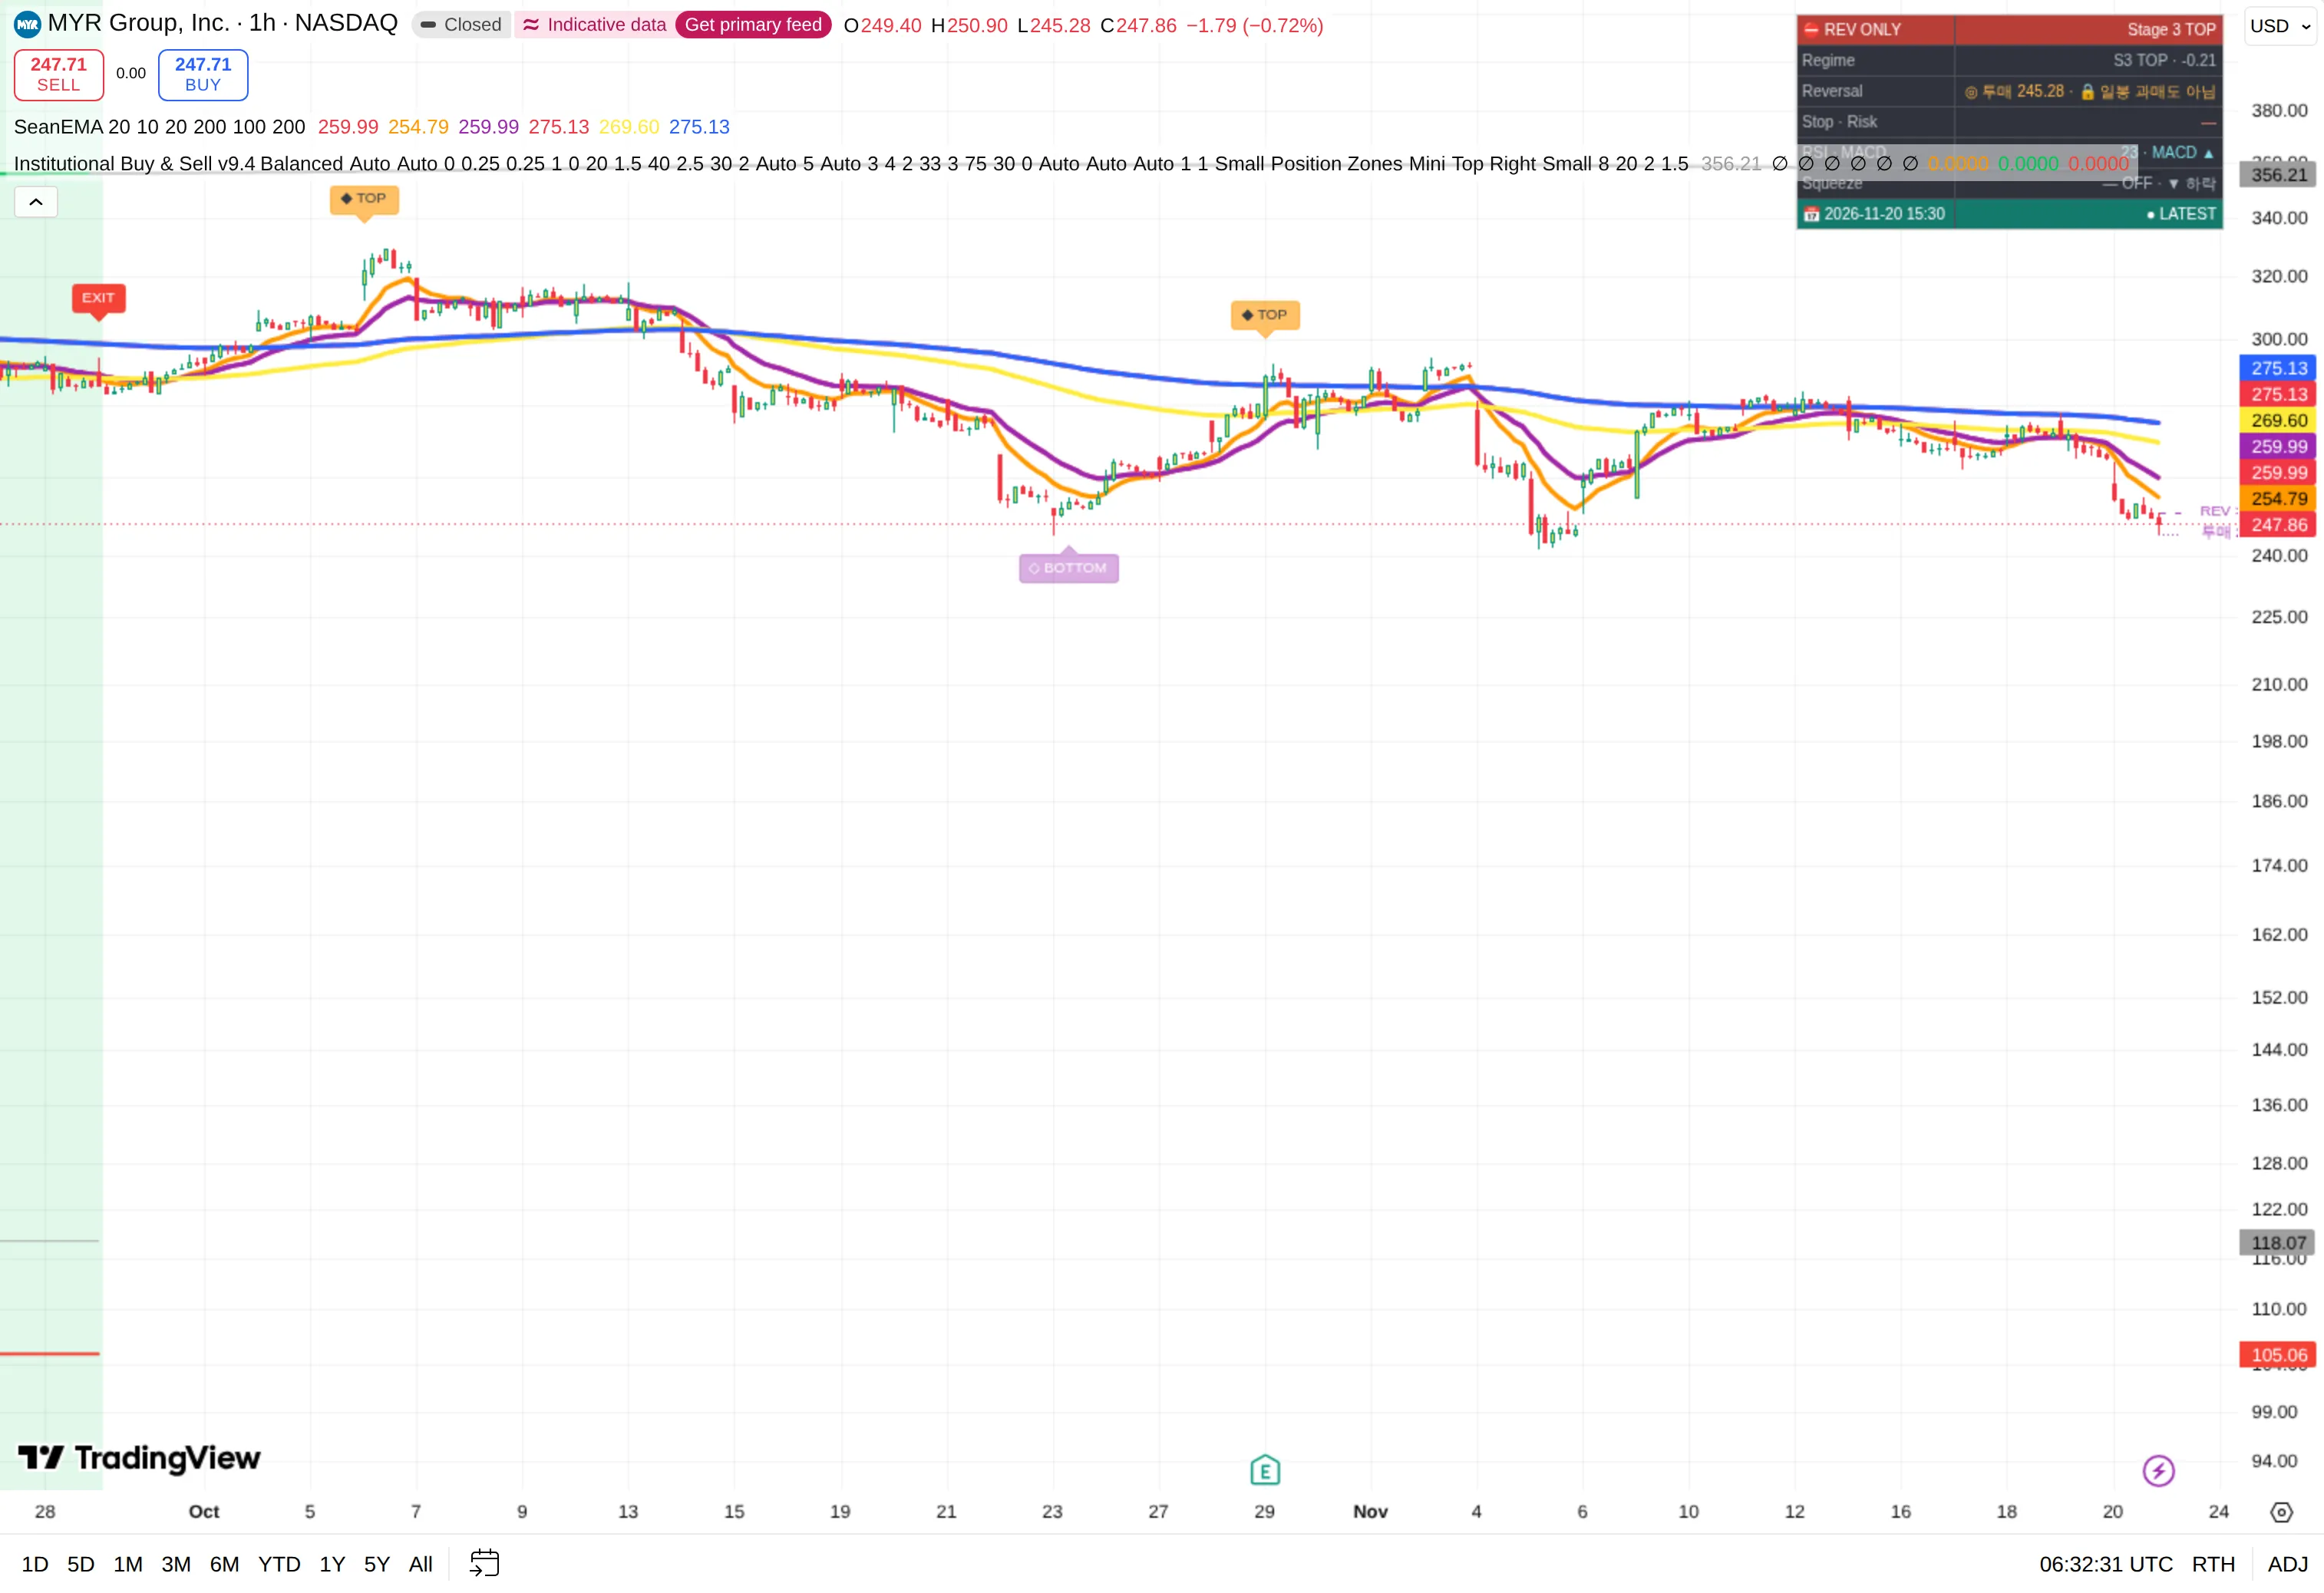 MYR Group, Inc. · 1h · NASDAQ Closed Indicative data Get primary feed O249.40 H250.90 L245.28 C247.86 −1.79 (−0.72%)
247.71 SELL 0.00 247.71 BUY
SeanEMA 20 10 20 200 100 200 259.99 254.79 259.99 275.13 269.60 275.13
Institutional Buy & Sell v9.4 Balanced Auto Auto 0 0.25 0.25 1 0 20 1.5 40 2.5 30 2 Auto 5 Auto 3 4 2 33 3 75 30 0 Auto Auto Auto 1 1 Small Position Zones Mini Top Right Small 8 20 2 1.5 356.21 ∅ ∅ ∅ ∅ ∅ ∅ 0.0000 0.0000 0.0000
REV ONLY Stage 3 TOP
Regime S3 TOP · -0.21
Reversal ◎ 투매 245.28 · 🔒 일봉 과매도 아님
Stop · Risk —
RSI · MACD 23 · MACD ▲
Squeeze — OFF · ▼ 하락
2026-11-20 15:30 ● LATEST
USD
EXIT
◆ TOP
◆ TOP
◇ BOTTOM
REV
투매
380.00
356.21
340.00
320.00
300.00
275.13
275.13
269.60
259.99
259.99
254.79
247.86
240.00
225.00
210.00
198.00
186.00
174.00
162.00
152.00
144.00
136.00
128.00
122.00
118.07
116.00
110.00
105.06
99.00
94.00
TradingView
E
28 Oct 5 7 9 13 15 19 21 23 27 29 Nov 4 6 10 12 16 18 20 24
1D 5D 1M 3M 6M YTD 1Y 5Y All 06:32:31 UTC RTH ADJ